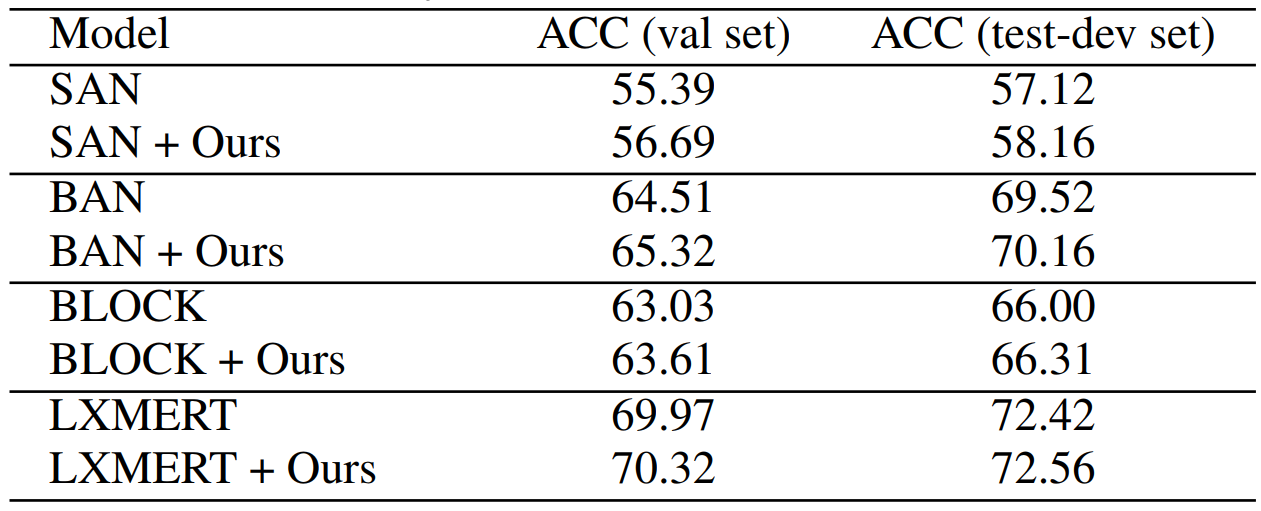 Model ACC (val set) ACC (test-dev set)
SAN 55.39 57.12
SAN + Ours 56.69 58.16
BAN 64.51 69.52
BAN + Ours 65.32 70.16
BLOCK 63.03 66.00
BLOCK + Ours 63.61 66.31
LXMERT 69.97 72.42
LXMERT + Ours 70.32 72.56